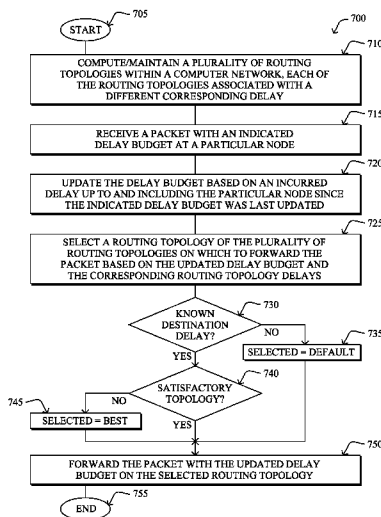 705
START
700
710
COMPUTE/MAINTAIN A PLURALITY OF ROUTING
TOPOLOGIES WITHIN A COMPUTER NETWORK, EACH OF
THE ROUTING TOPOLOGIES ASSOCIATED WITH A
DIFFERENT CORRESPONDING DELAY
715
RECEIVE A PACKET WITH AN INDICATED
DELAY BUDGET AT A PARTICULAR NODE
720
UPDATE THE DELAY BUDGET BASED ON AN INCURRED
DELAY UP TO AND INCLUDING THE PARTICULAR NODE SINCE
THE INDICATED DELAY BUDGET WAS LAST UPDATED
725
SELECT A ROUTING TOPOLOGY OF THE PLURALITY OF
ROUTING TOPOLOGIES ON WHICH TO FORWARD THE
PACKET BASED ON THE UPDATED DELAY BUDGET AND
THE CORRESPONDING ROUTING TOPOLOGY DELAYS
730
KNOWN
DESTINATION
DELAY?
NO
735
SELECTED = DEFAULT
YES
740
SATISFACTORY
TOPOLOGY?
NO
745
SELECTED = BEST
YES
750
FORWARD THE PACKET WITH THE UPDATED DELAY
BUDGET ON THE SELECTED ROUTING TOPOLOGY
END
755